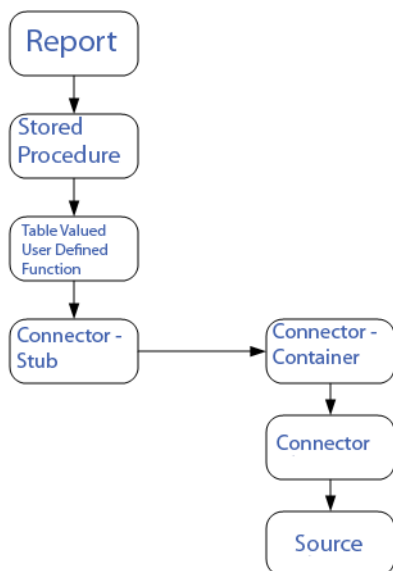 Report
Stored
Procedure
Table Valued
User Defined
Function
Connector -
Stub
Connector -
Container
Connector
Source